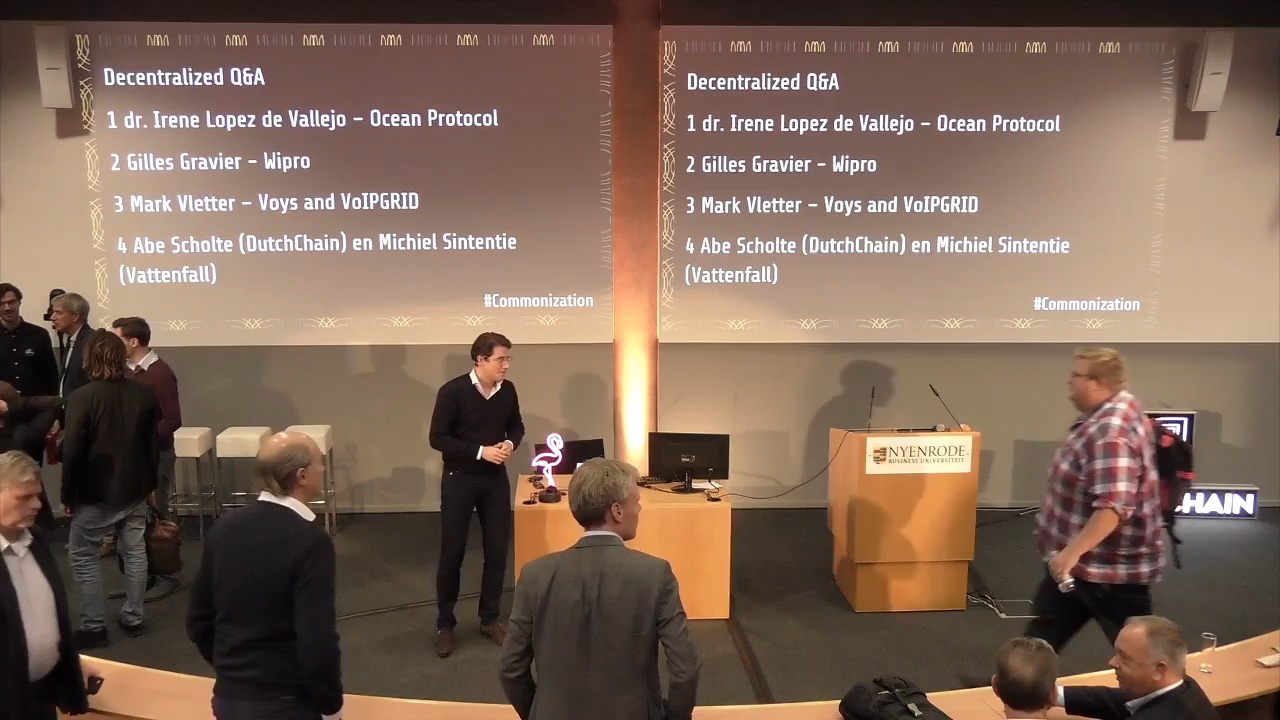 Decentralized Q&A
1 dr. Irene Lopez de Vallejo – Ocean Protocol
2 Gilles Gravier – Wipro
3 Mark Vletter – Voys and VoIPGRID
4 Abe Scholte (DutchChain) en Michiel Sintentie
(Vattenfall)
#Commonization
Decentralized Q&A
1 dr. Irene Lopez de Vallejo – Ocean Protocol
2 Gilles Gravier – Wipro
3 Mark Vletter – Voys and VoIPGRID
4 Abe Scholte (DutchChain) en Michiel Sintentie
(Vattenfall)
#Commonization
NYENRODE
BUSINESS UNIVERSITEIT
CHAIN